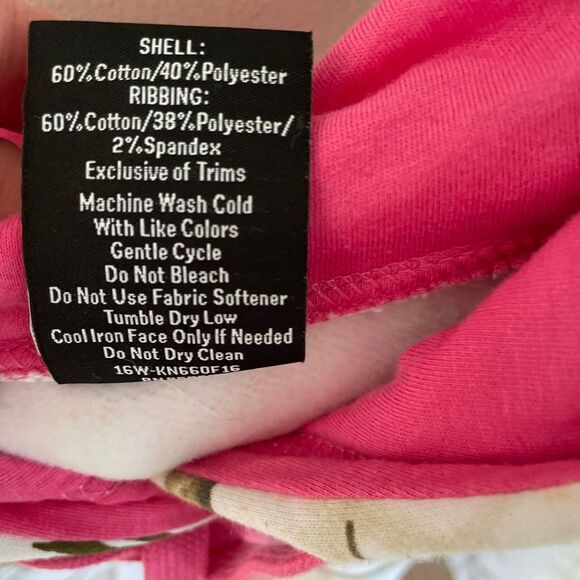 SHELL:
60%Cotton/40%Polyester
RIBBING:
60%Cotton/38%Polyester/
2%Spandex
Exclusive of Trims
Machine Wash Cold
With Like Colors
Gentle Cycle
Do Not Bleach
Do Not Use Fabric Softener
Tumble Dry Low
Cool Iron Face Only If Needed
Do Not Dry Clean
16W-KN660F16